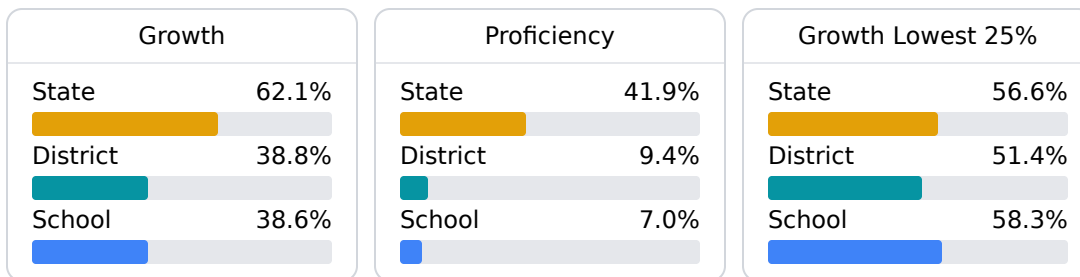 Growth
State 62.1%
District 38.8%
School 38.6%
Proficiency
State 41.9%
District 9.4%
School 7.0%
Growth Lowest 25%
State 56.6%
District 51.4%
School 58.3%